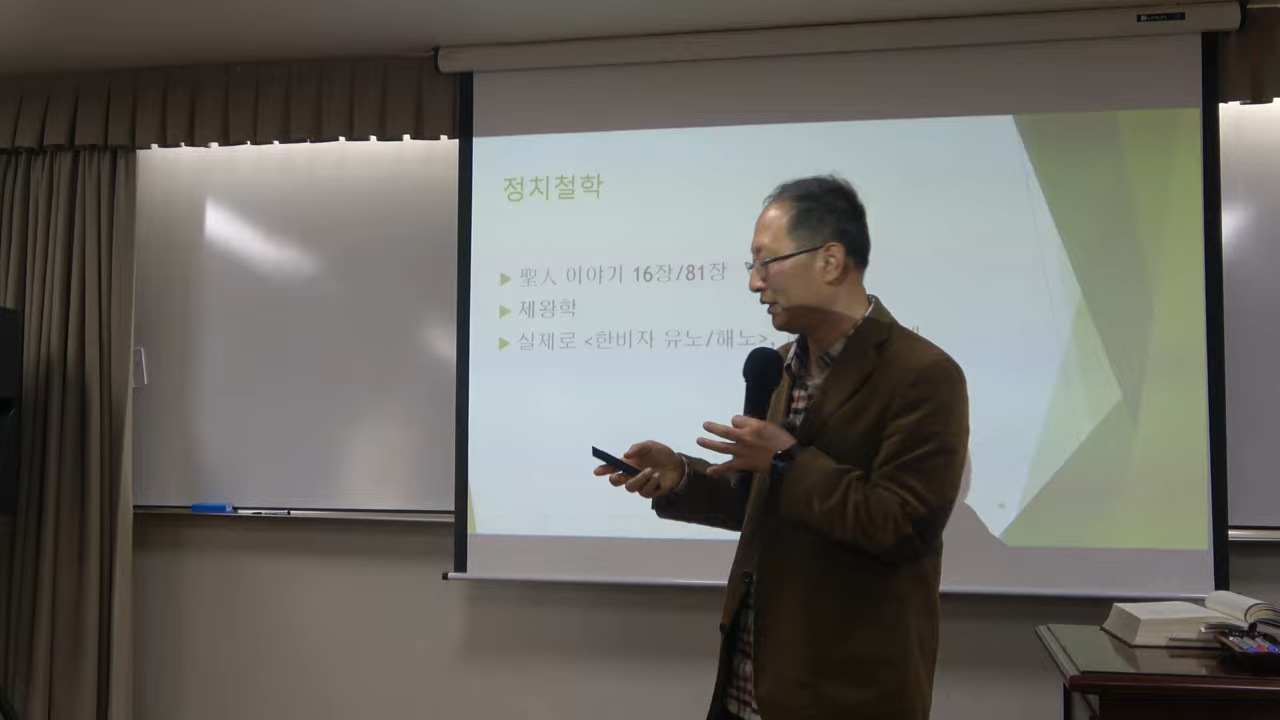 정치철학
聖人 이야기 16장/81장
제왕학
실제로 <한비자 유노/해노>,